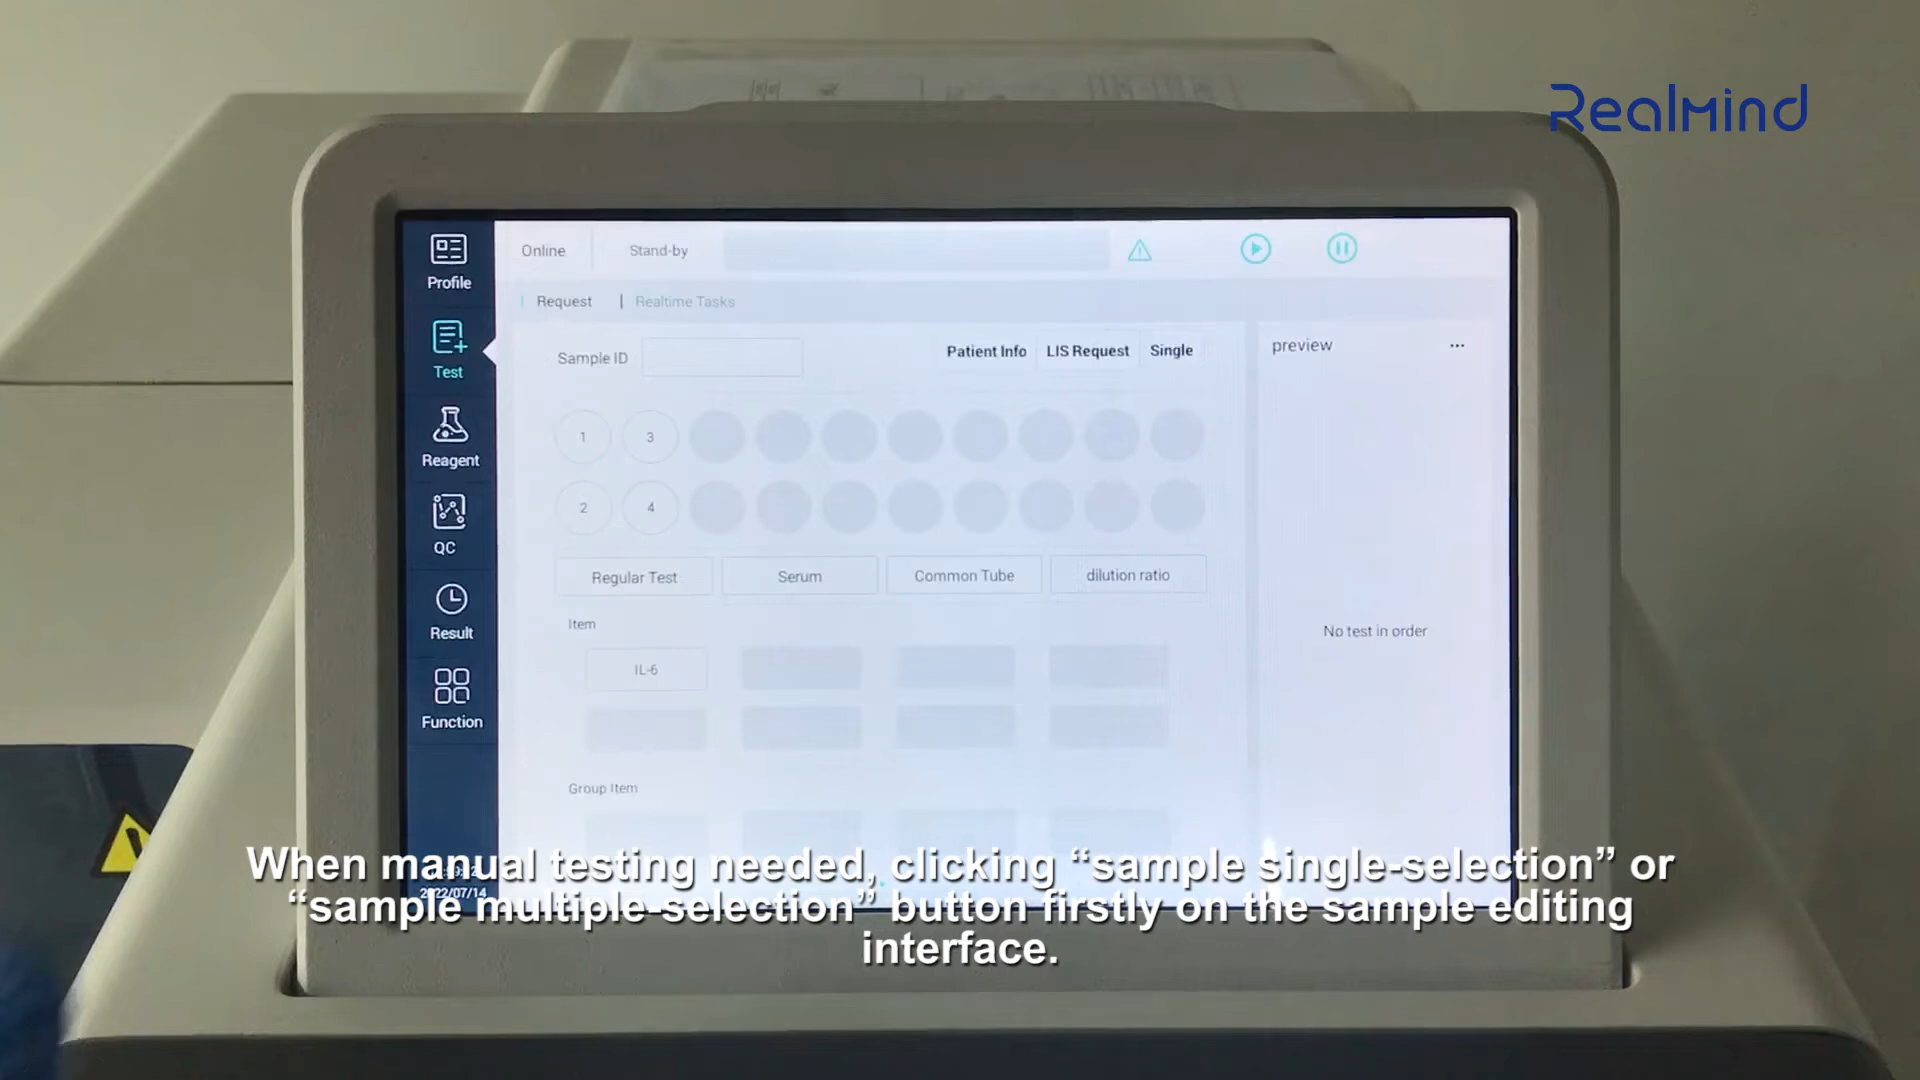 RealMind
Profile
Test
Reagent
QC
Result
Function
2022/07/14
Online
Stand-by
Request | Realtime Tasks
Sample ID
Patient Info
LIS Request
Single
preview
...
1 3
2 4
Regular Test
Serum
Common Tube
dilution ratio
Item
IL-6
Group Item
No test in order
When manual testing needed, clicking “sample single-selection” or
“sample multiple-selection” button firstly on the sample editing
interface.